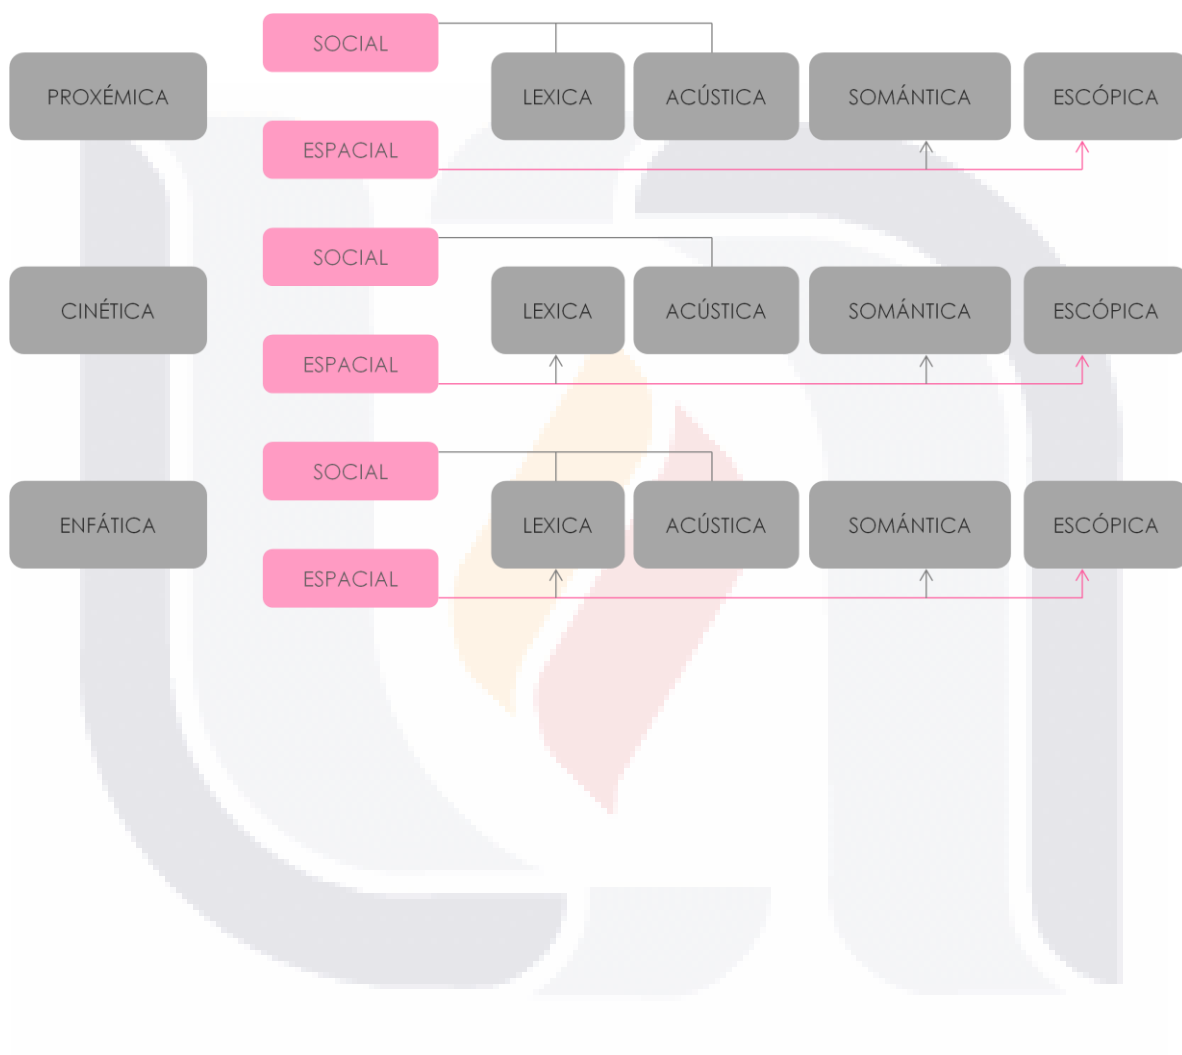 SOCIAL
PROXÉMICA LEXICA ACÚSTICA SOMÁNTICA ESCÓPICA
ESPACIAL
SOCIAL
CINÉTICA LEXICA ACÚSTICA SOMÁNTICA ESCÓPICA
ESPACIAL
SOCIAL
ENFÁTICA LEXICA ACÚSTICA SOMÁNTICA ESCÓPICA
ESPACIAL